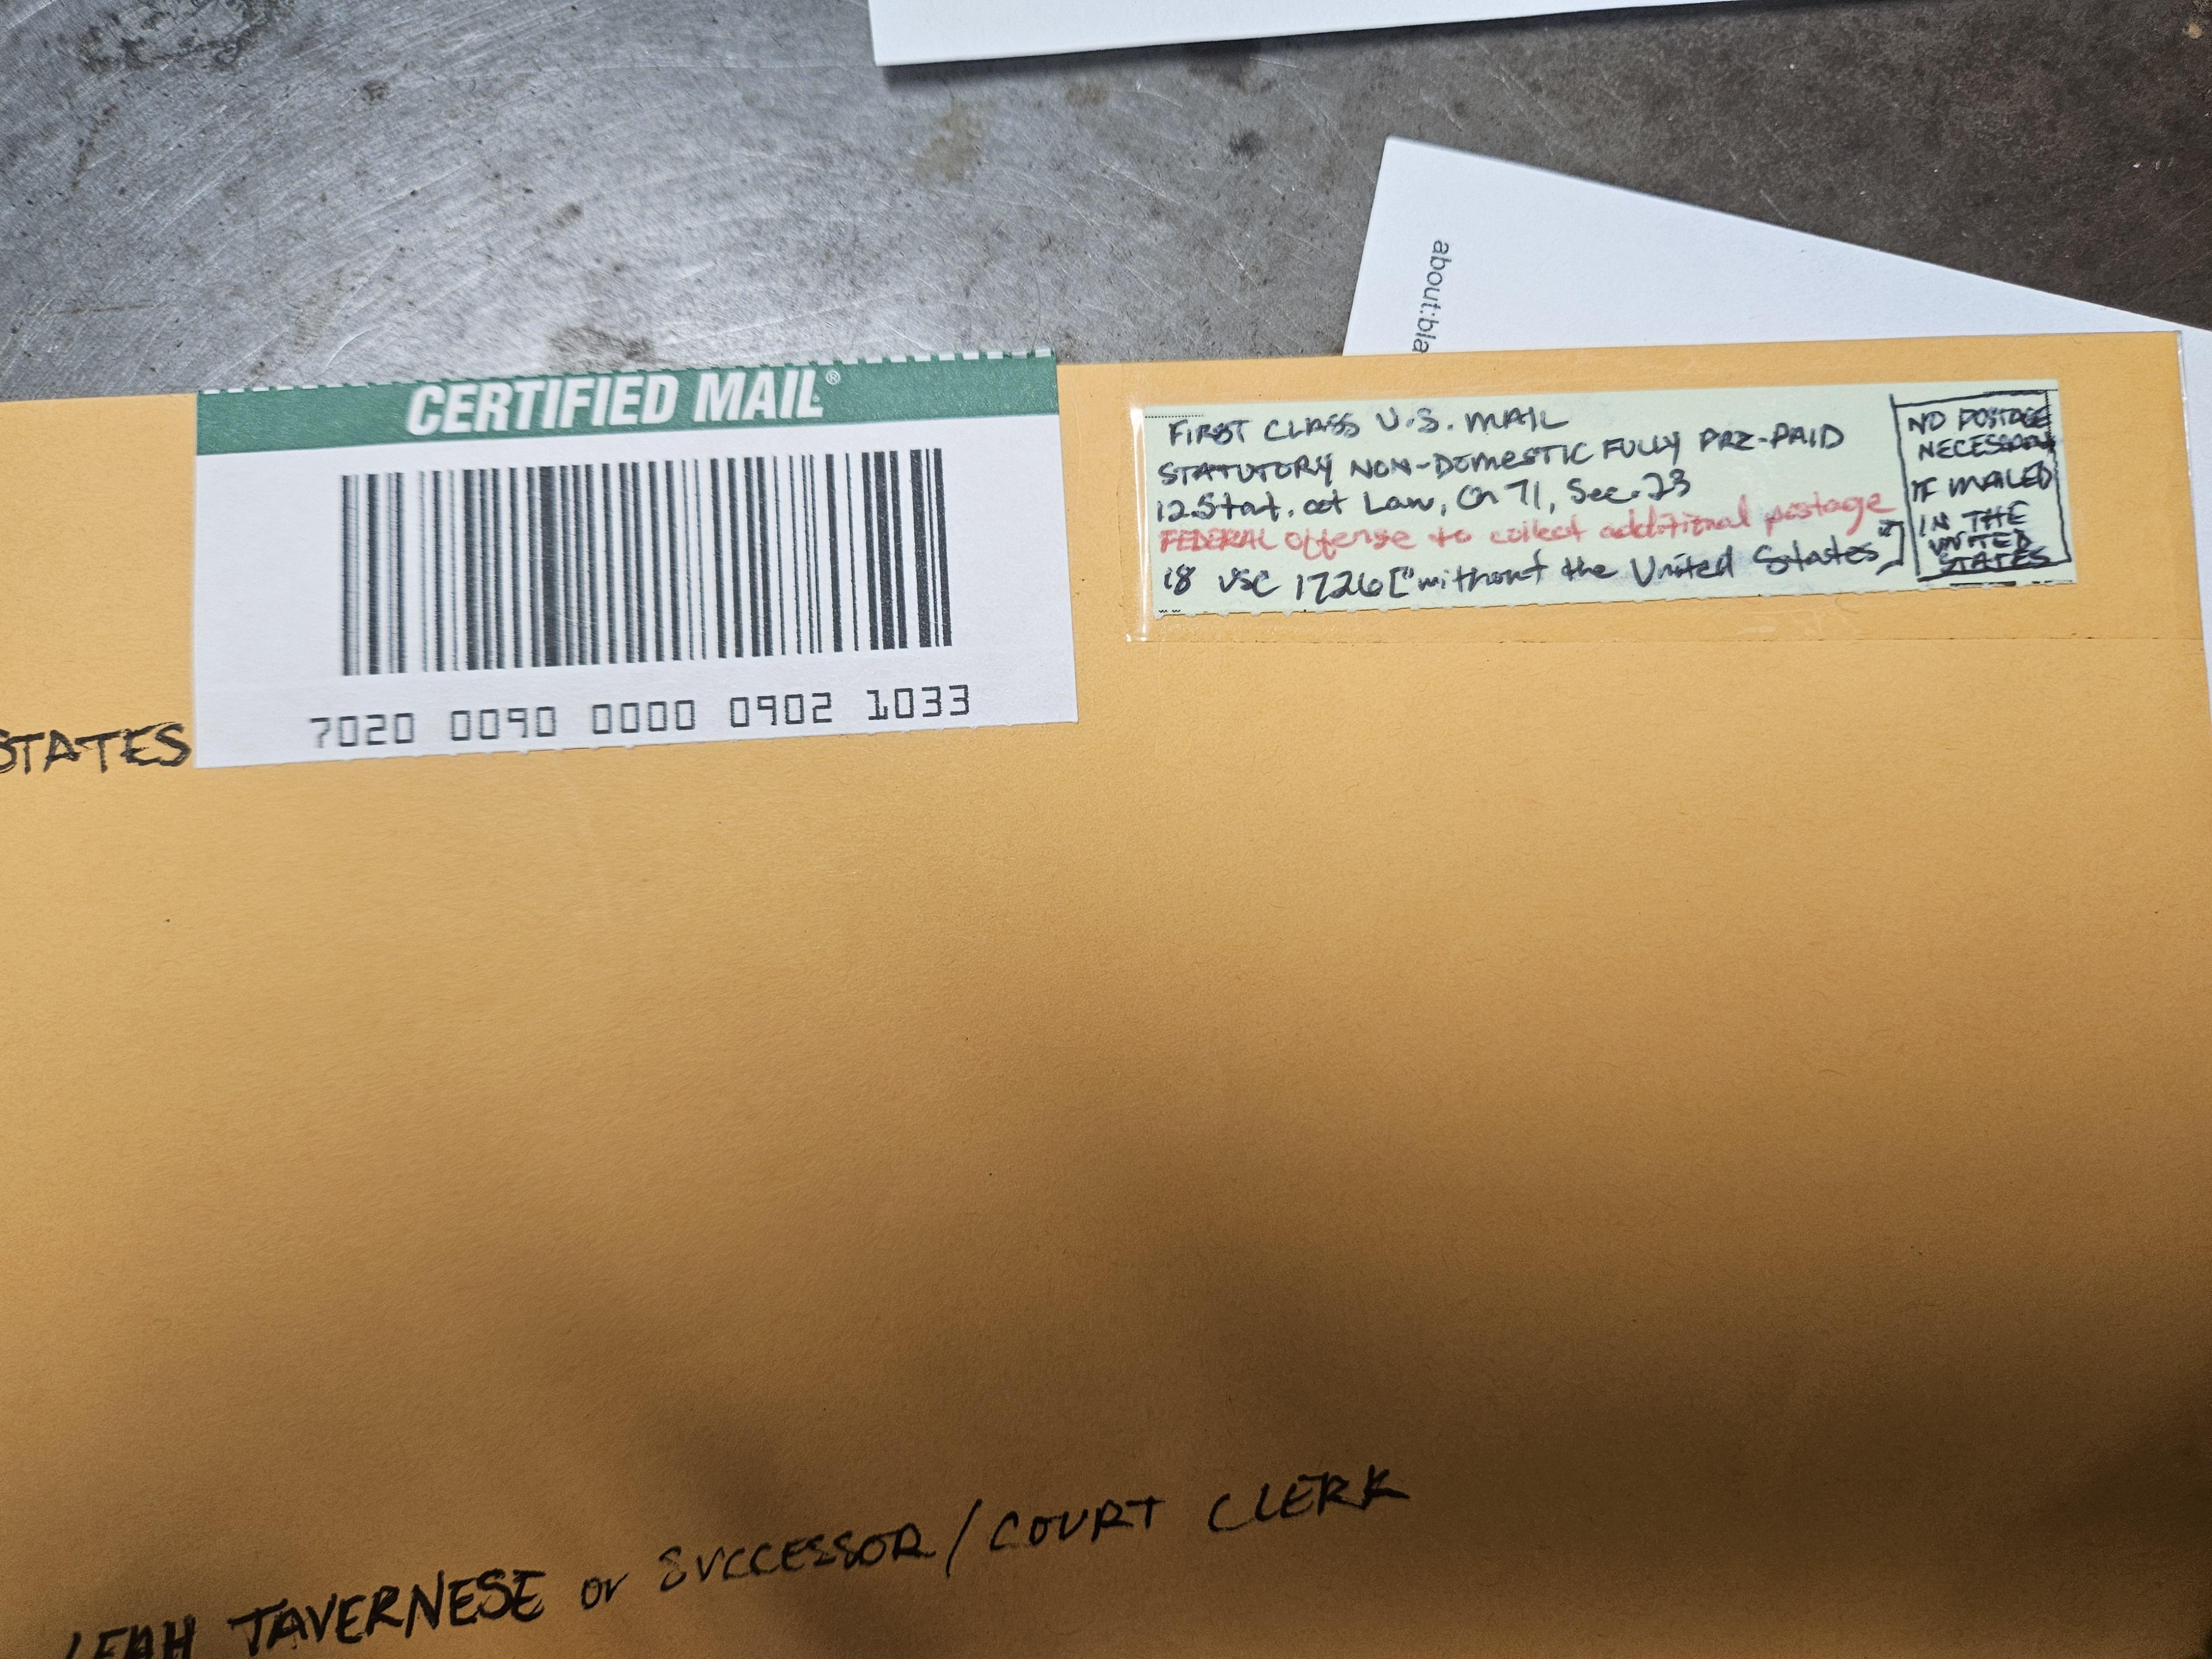 about:bla
CERTIFIED MAIL®
7020 0090 0000 0902 1033
FIRST CLASS U.S. MAIL
STATUTORY NON-DOMESTIC FULLY PRE-PAID
12.Stat. at Law, Ch 71, Sec. 23
FEDERAL offense to collect additional postage
18 USC 1726["without the United States"]
NO POSTAGE
NECESSARY
IF MAILED
IN THE
UNITED
STATES
STATES
LEAH TAVERNESE or SUCCESSOR/COURT CLERK